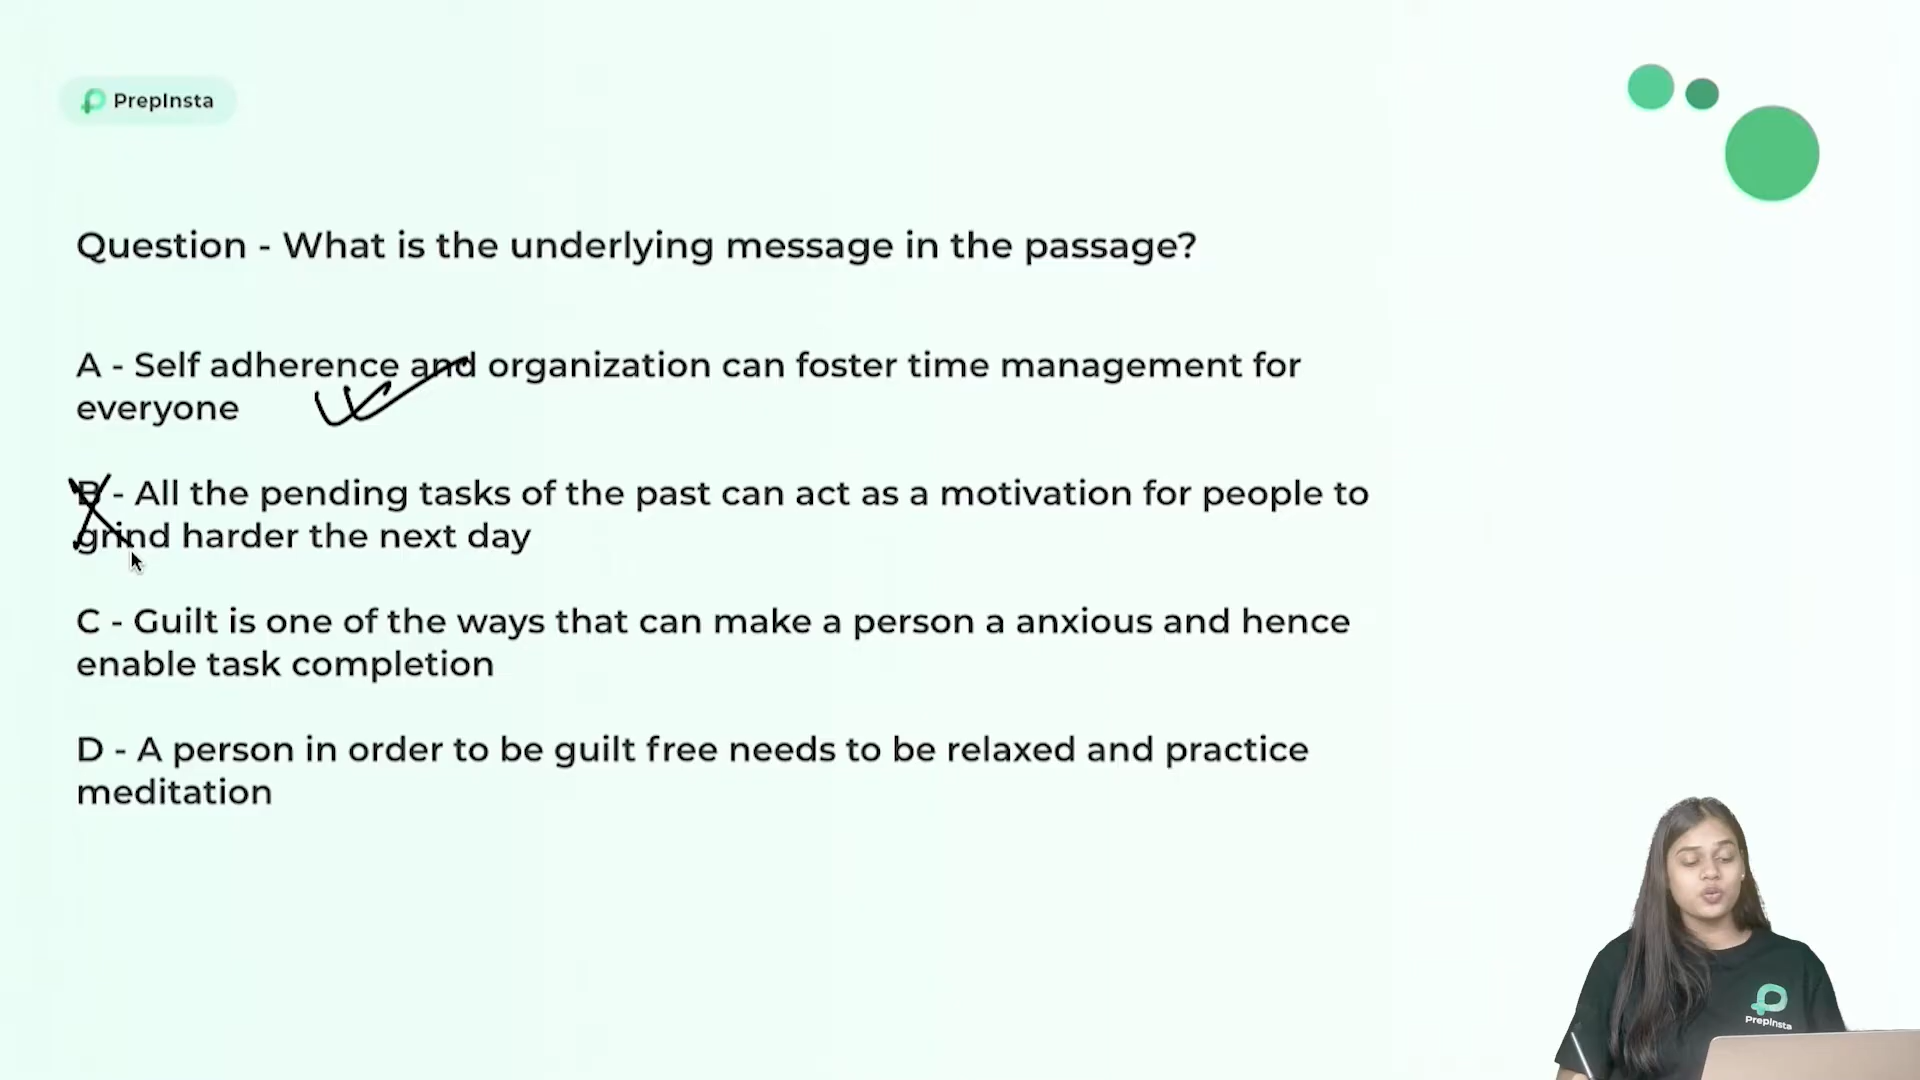 PrepInsta
Question - What is the underlying message in the passage?
A - Self adherence and organization can foster time management for
everyone
B - All the pending tasks of the past can act as a motivation for people to
grind harder the next day
C - Guilt is one of the ways that can make a person a anxious and hence
enable task completion
D - A person in order to be guilt free needs to be relaxed and practice
meditation
PrepInsta